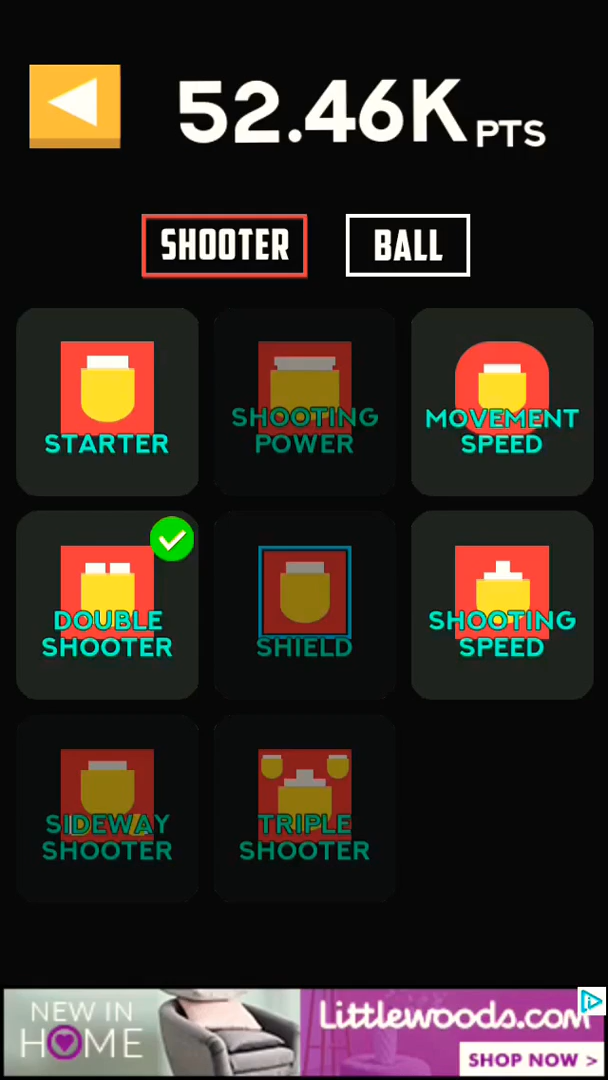 52.46K PTS
SHOOTER
BALL
STARTER
SHOOTING
POWER
MOVEMENT
SPEED
DOUBLE
SHOOTER
SHIELD
SHOOTING
SPEED
SIDEWAY
SHOOTER
TRIPLE
SHOOTER
NEW IN
HOME
Littlewoods.com
SHOP NOW >